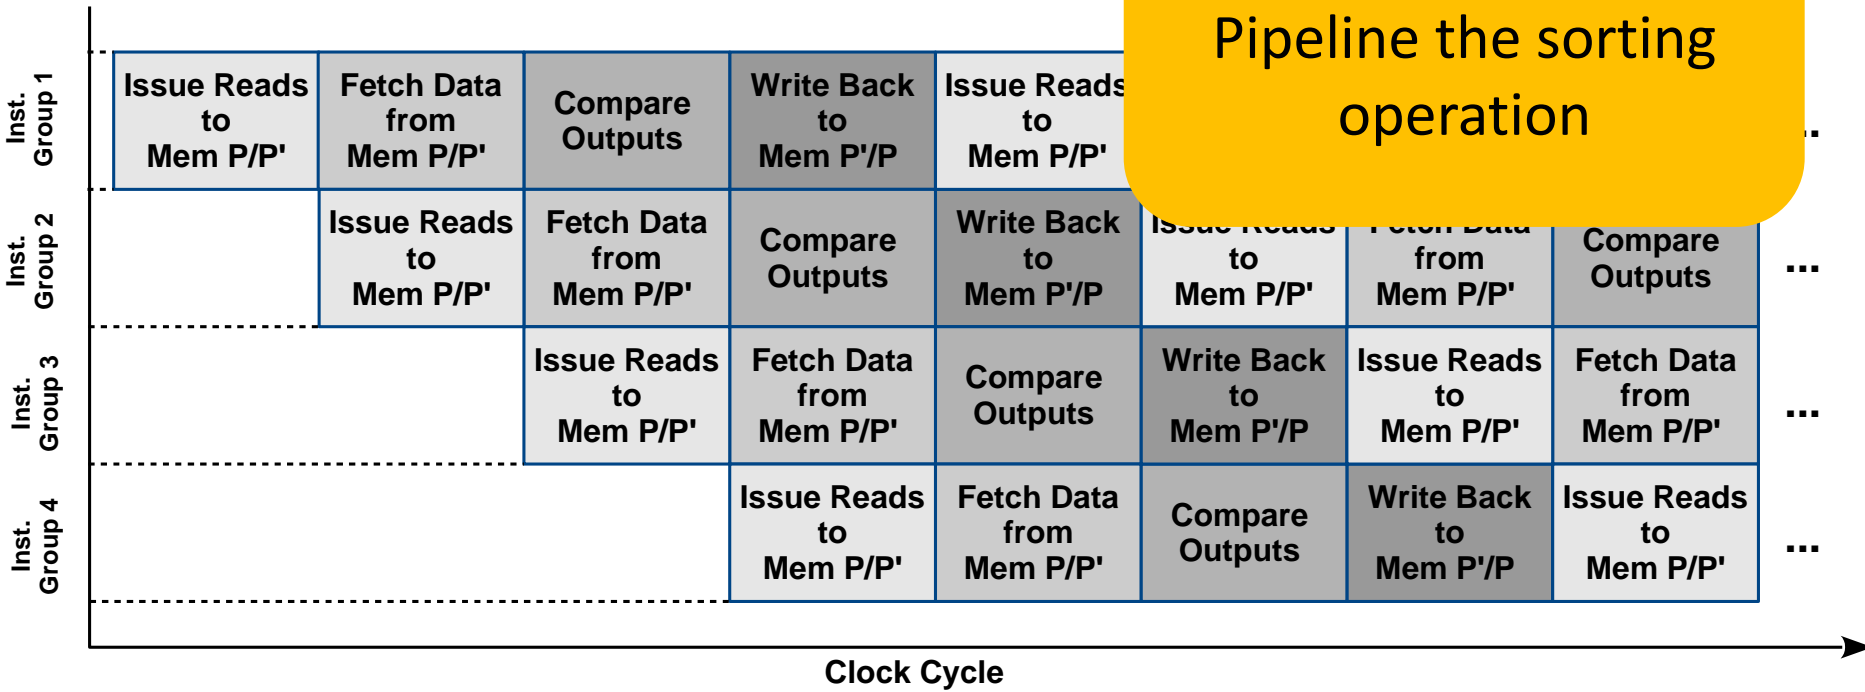 Pipeline the sorting
operation
Inst.
Group 1
Issue Reads
to
Mem P/P'
Fetch Data
from
Mem P/P'
Compare
Outputs
Write Back
to
Mem P'/P
Issue Reads
to
Mem P/P'
Inst.
Group 2
Issue Reads
to
Mem P/P'
Fetch Data
from
Mem P/P'
Compare
Outputs
Write Back
to
Mem P'/P
Issue Reads
to
Mem P/P'
Fetch Data
from
Mem P/P'
Compare
Outputs
...
Inst.
Group 3
Issue Reads
to
Mem P/P'
Fetch Data
from
Mem P/P'
Compare
Outputs
Write Back
to
Mem P'/P
Issue Reads
to
Mem P/P'
Fetch Data
from
Mem P/P'
...
Inst.
Group 4
Issue Reads
to
Mem P/P'
Fetch Data
from
Mem P/P'
Compare
Outputs
Write Back
to
Mem P'/P
Issue Reads
to
Mem P/P'
...
Clock Cycle